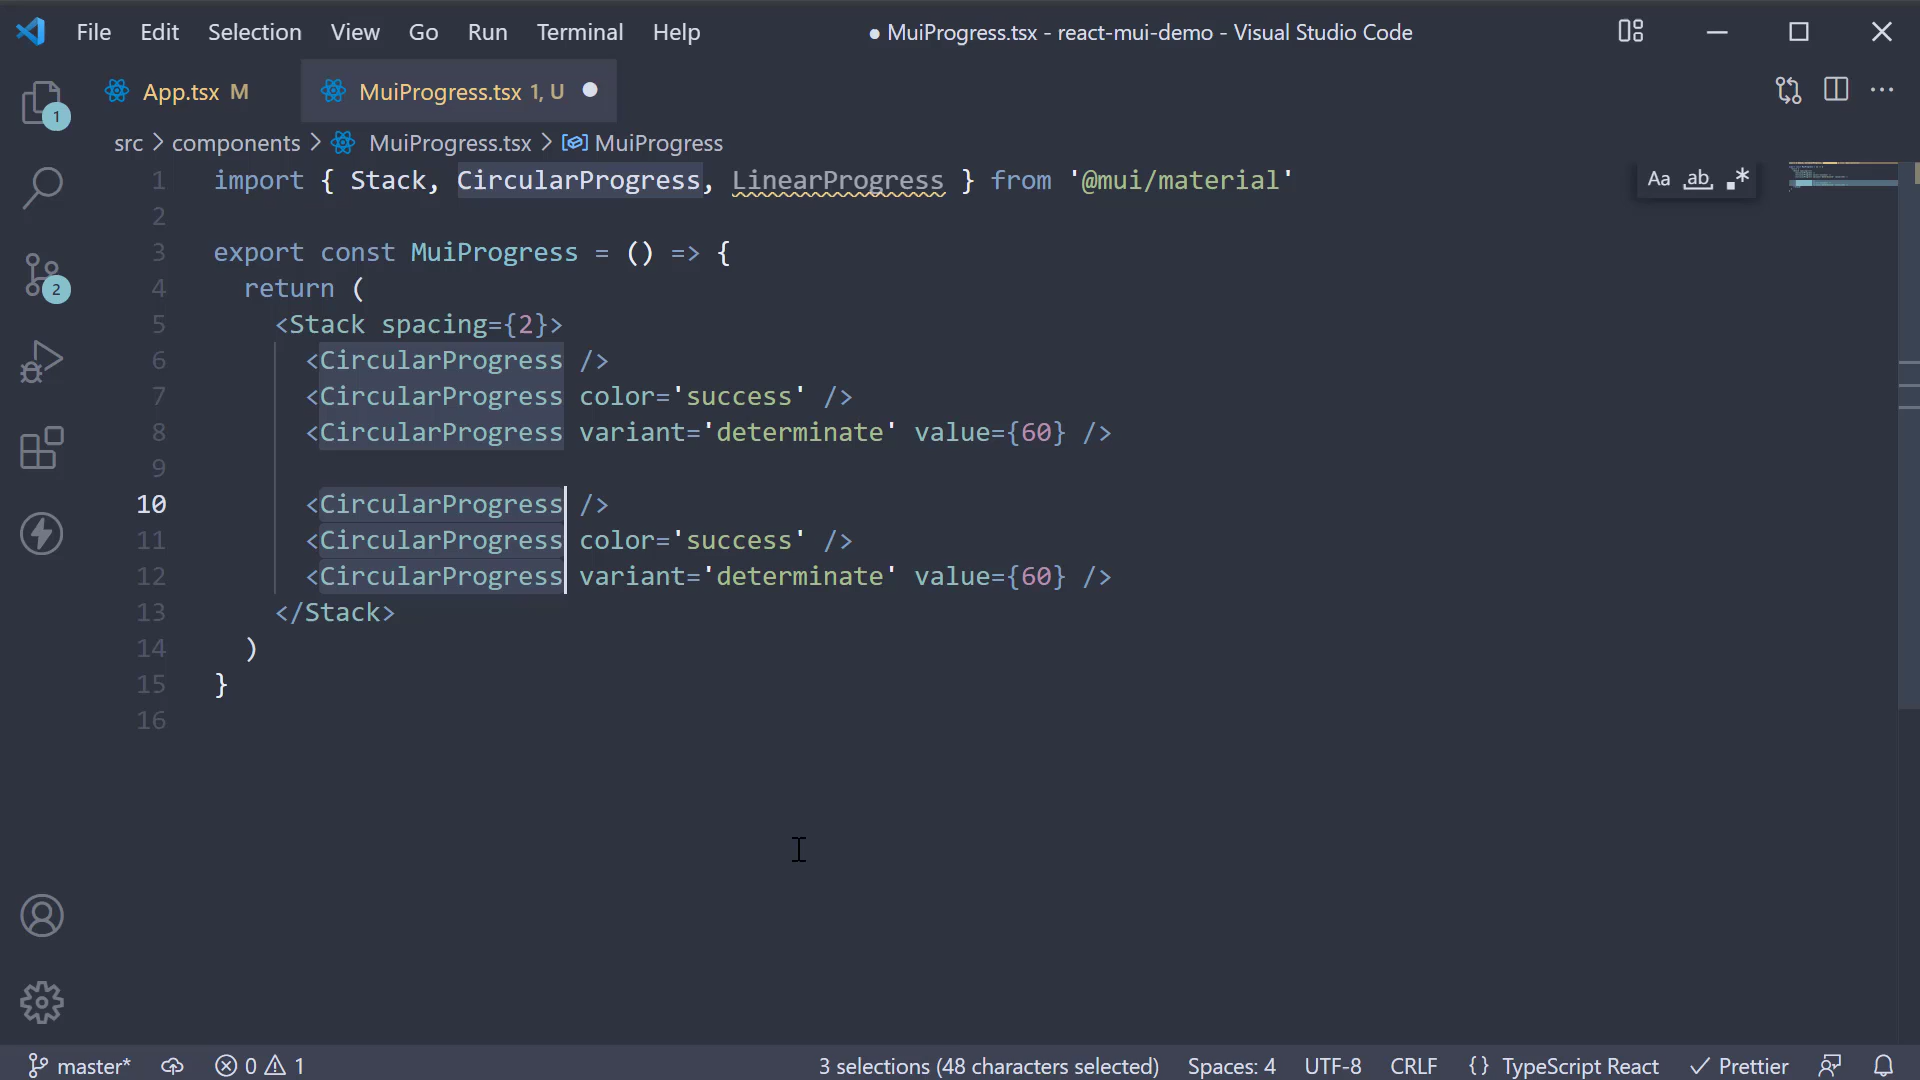 File Edit Selection View Go Run Terminal Help ● MuiProgress.tsx - react-mui-demo - Visual Studio Code
App.tsx M MuiProgress.tsx 1, U
1
src > components > MuiProgress.tsx > MuiProgress
1 import { Stack, CircularProgress, LinearProgress } from '@mui/material'
Aa ab .*
2
3 export const MuiProgress = () => {
4 return (
2
5 <Stack spacing={2}>
6 <CircularProgress />
7 <CircularProgress color='success' />
8 <CircularProgress variant='determinate' value={60} />
9
10 <CircularProgress />
11 <CircularProgress color='success' />
12 <CircularProgress variant='determinate' value={60} />
13 </Stack>
14 )
15 }
16
master* 0 1 3 selections (48 characters selected) Spaces: 4 UTF-8 CRLF {} TypeScript React Prettier